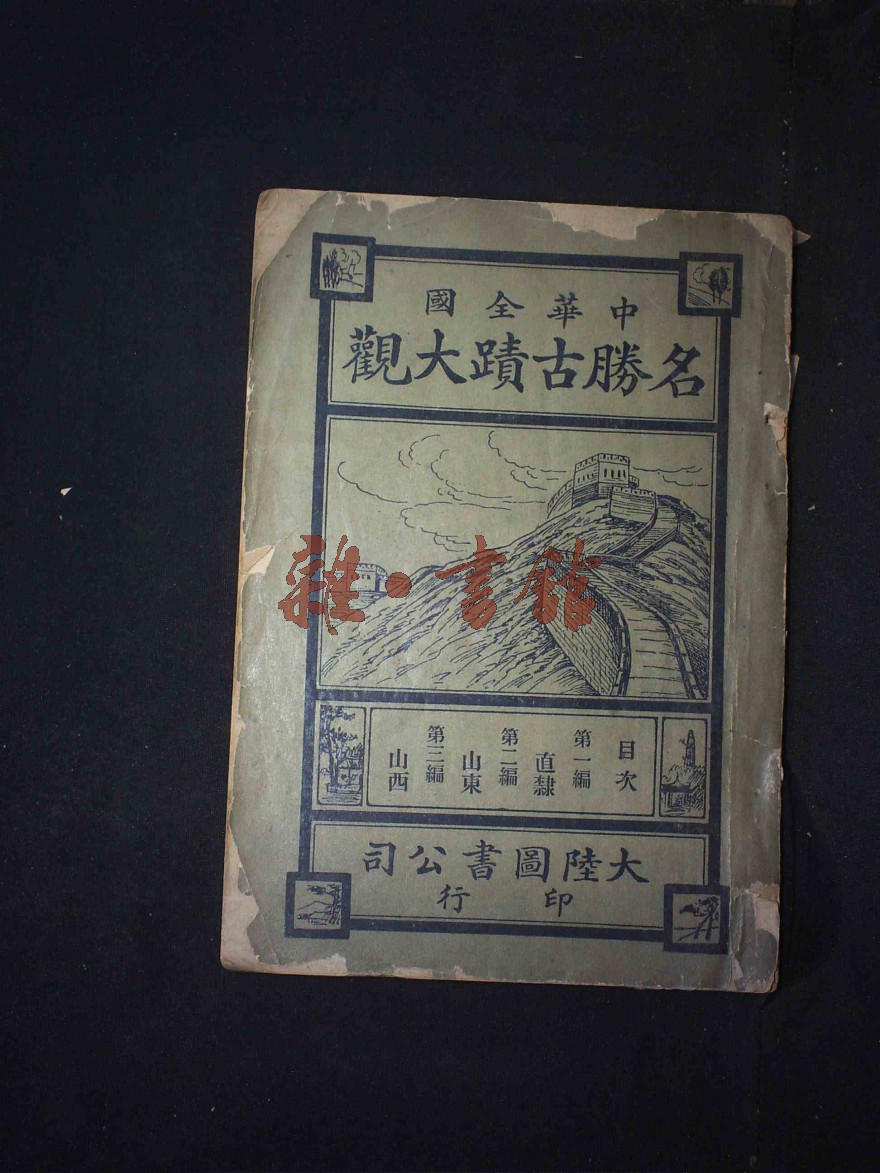 中華全國
名勝古蹟大觀
雜·書館
目次
第一編
直隸
第二編
山東
第三編
山西
大陸圖書公司
印行